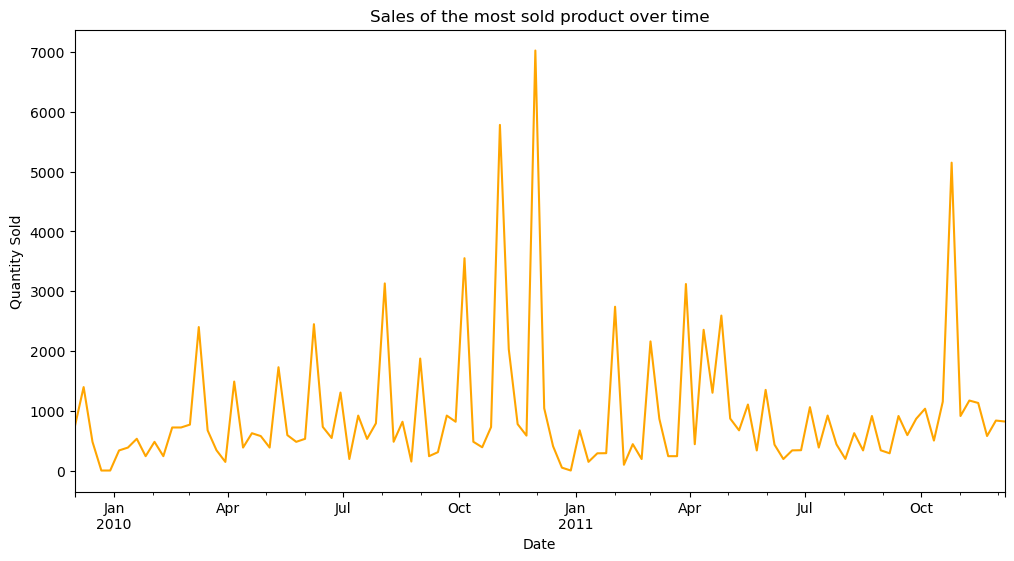 Sales of the most sold product over time
Quantity Sold
7000
6000
5000
4000
3000
2000
1000
0
Jan Apr Jul Oct Jan Apr Jul Oct
2010 2011
Date